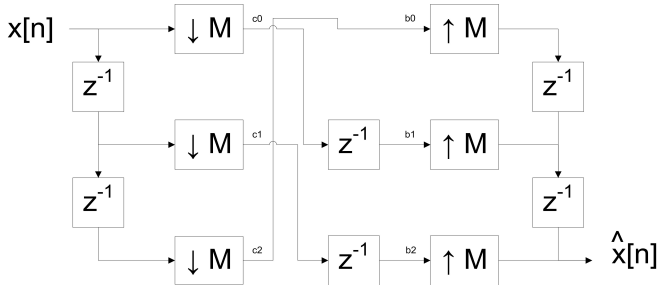 x[n]
↓ M
c0
b0
↑ M
z⁻¹
z⁻¹
↓ M
c1
z⁻¹
b1
↑ M
z⁻¹
z⁻¹
↓ M
c2
z⁻¹
b2
↑ M
x̂[n]